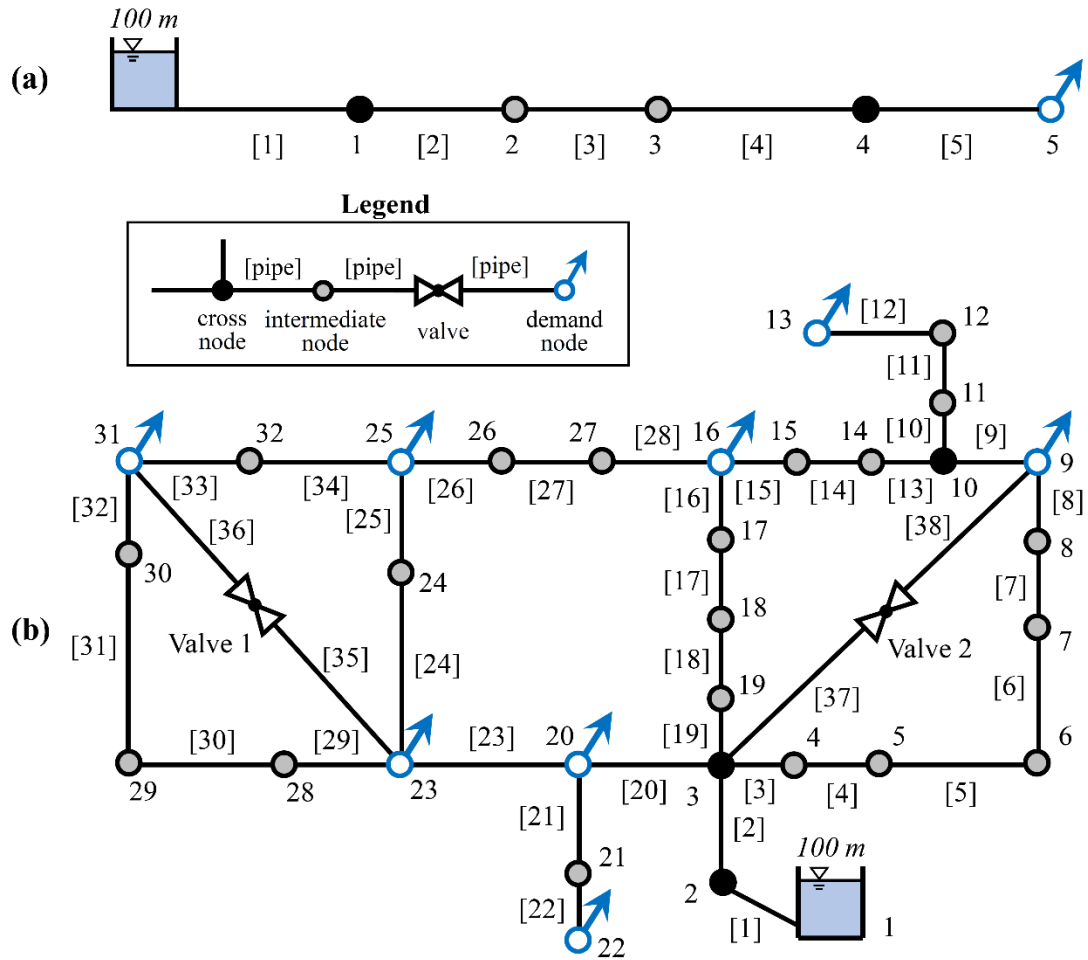 100 m
(a)
[1] 1 [2] 2 [3] 3 [4] 4 [5] 5
Legend
[pipe] [pipe] [pipe]
cross node
intermediate node
valve
demand node
13 [12] 12
[11]
11
31 32 25 26 27 [28] 16 15 14 [10] [9] 9
[33] [34] [26] [27] [15] [14] [13] 10
[32] [36] [25] [16] [38] [8]
17 8
30 24
[17]
(b)
18
Valve 1 Valve 2 7
[31] [35] [24] [18] [37] [6]
19
[30] [29] [23] 20 [19] 4 5 6
29 28 23 [20] 3 [3] [4] [5]
[21] [2] 100 m
21
2
[22] [1] 1
22